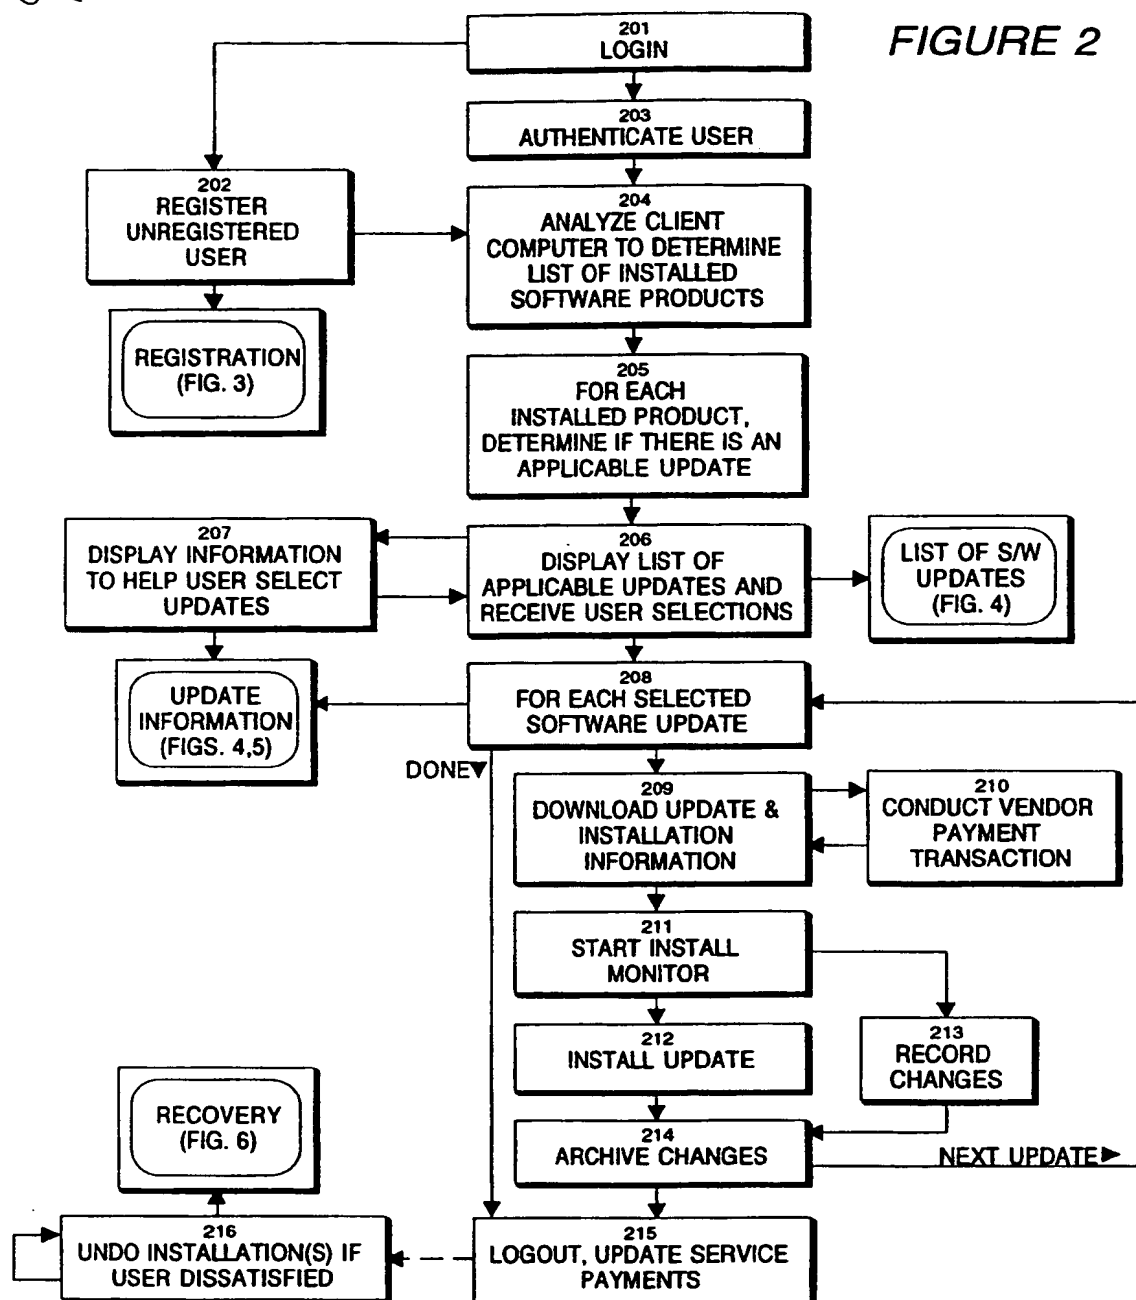 FIGURE 2
201
LOGIN
203
AUTHENTICATE USER
202
REGISTER
UNREGISTERED
USER
204
ANALYZE CLIENT
COMPUTER TO DETERMINE
LIST OF INSTALLED
SOFTWARE PRODUCTS
REGISTRATION
(FIG. 3)
205
FOR EACH
INSTALLED PRODUCT,
DETERMINE IF THERE IS AN
APPLICABLE UPDATE
207
DISPLAY INFORMATION
TO HELP USER SELECT
UPDATES
206
DISPLAY LIST OF
APPLICABLE UPDATES AND
RECEIVE USER SELECTIONS
LIST OF S/W
UPDATES
(FIG. 4)
UPDATE
INFORMATION
(FIGS. 4,5)
208
FOR EACH SELECTED
SOFTWARE UPDATE
DONE
209
DOWNLOAD UPDATE &
INSTALLATION
INFORMATION
210
CONDUCT VENDOR
PAYMENT
TRANSACTION
211
START INSTALL
MONITOR
212
INSTALL UPDATE
213
RECORD
CHANGES
RECOVERY
(FIG. 6)
214
ARCHIVE CHANGES
NEXT UPDATE
216
UNDO INSTALLATION(S) IF
USER DISSATISFIED
215
LOGOUT, UPDATE SERVICE
PAYMENTS